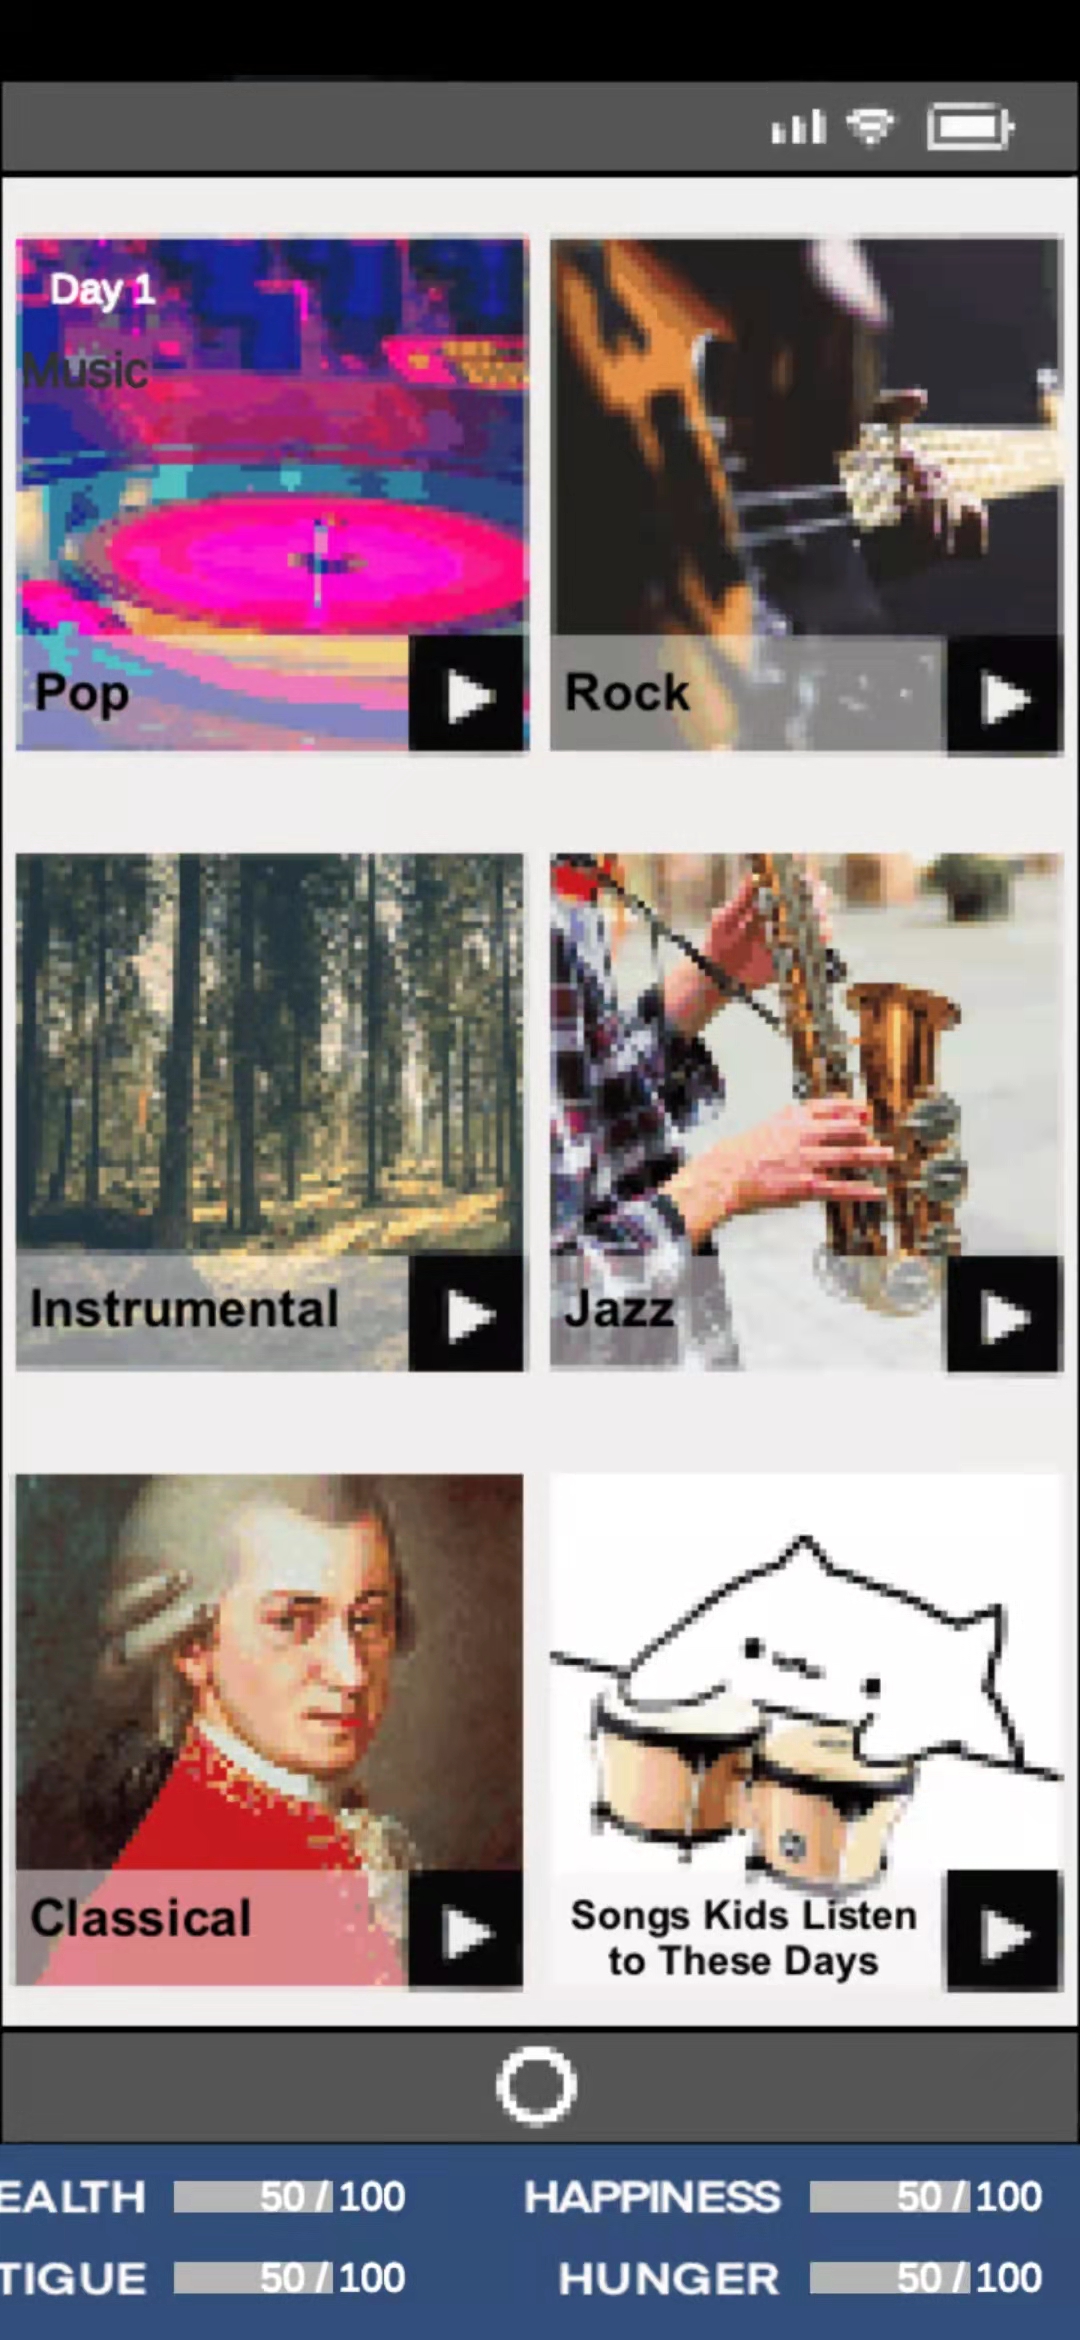 Day 1
Music
Pop
Rock
Instrumental
Jazz
Classical
Songs Kids Listen
to These Days
EALTH 50 / 100 HAPPINESS 50 / 100
TIGUE 50 / 100 HUNGER 50 / 100